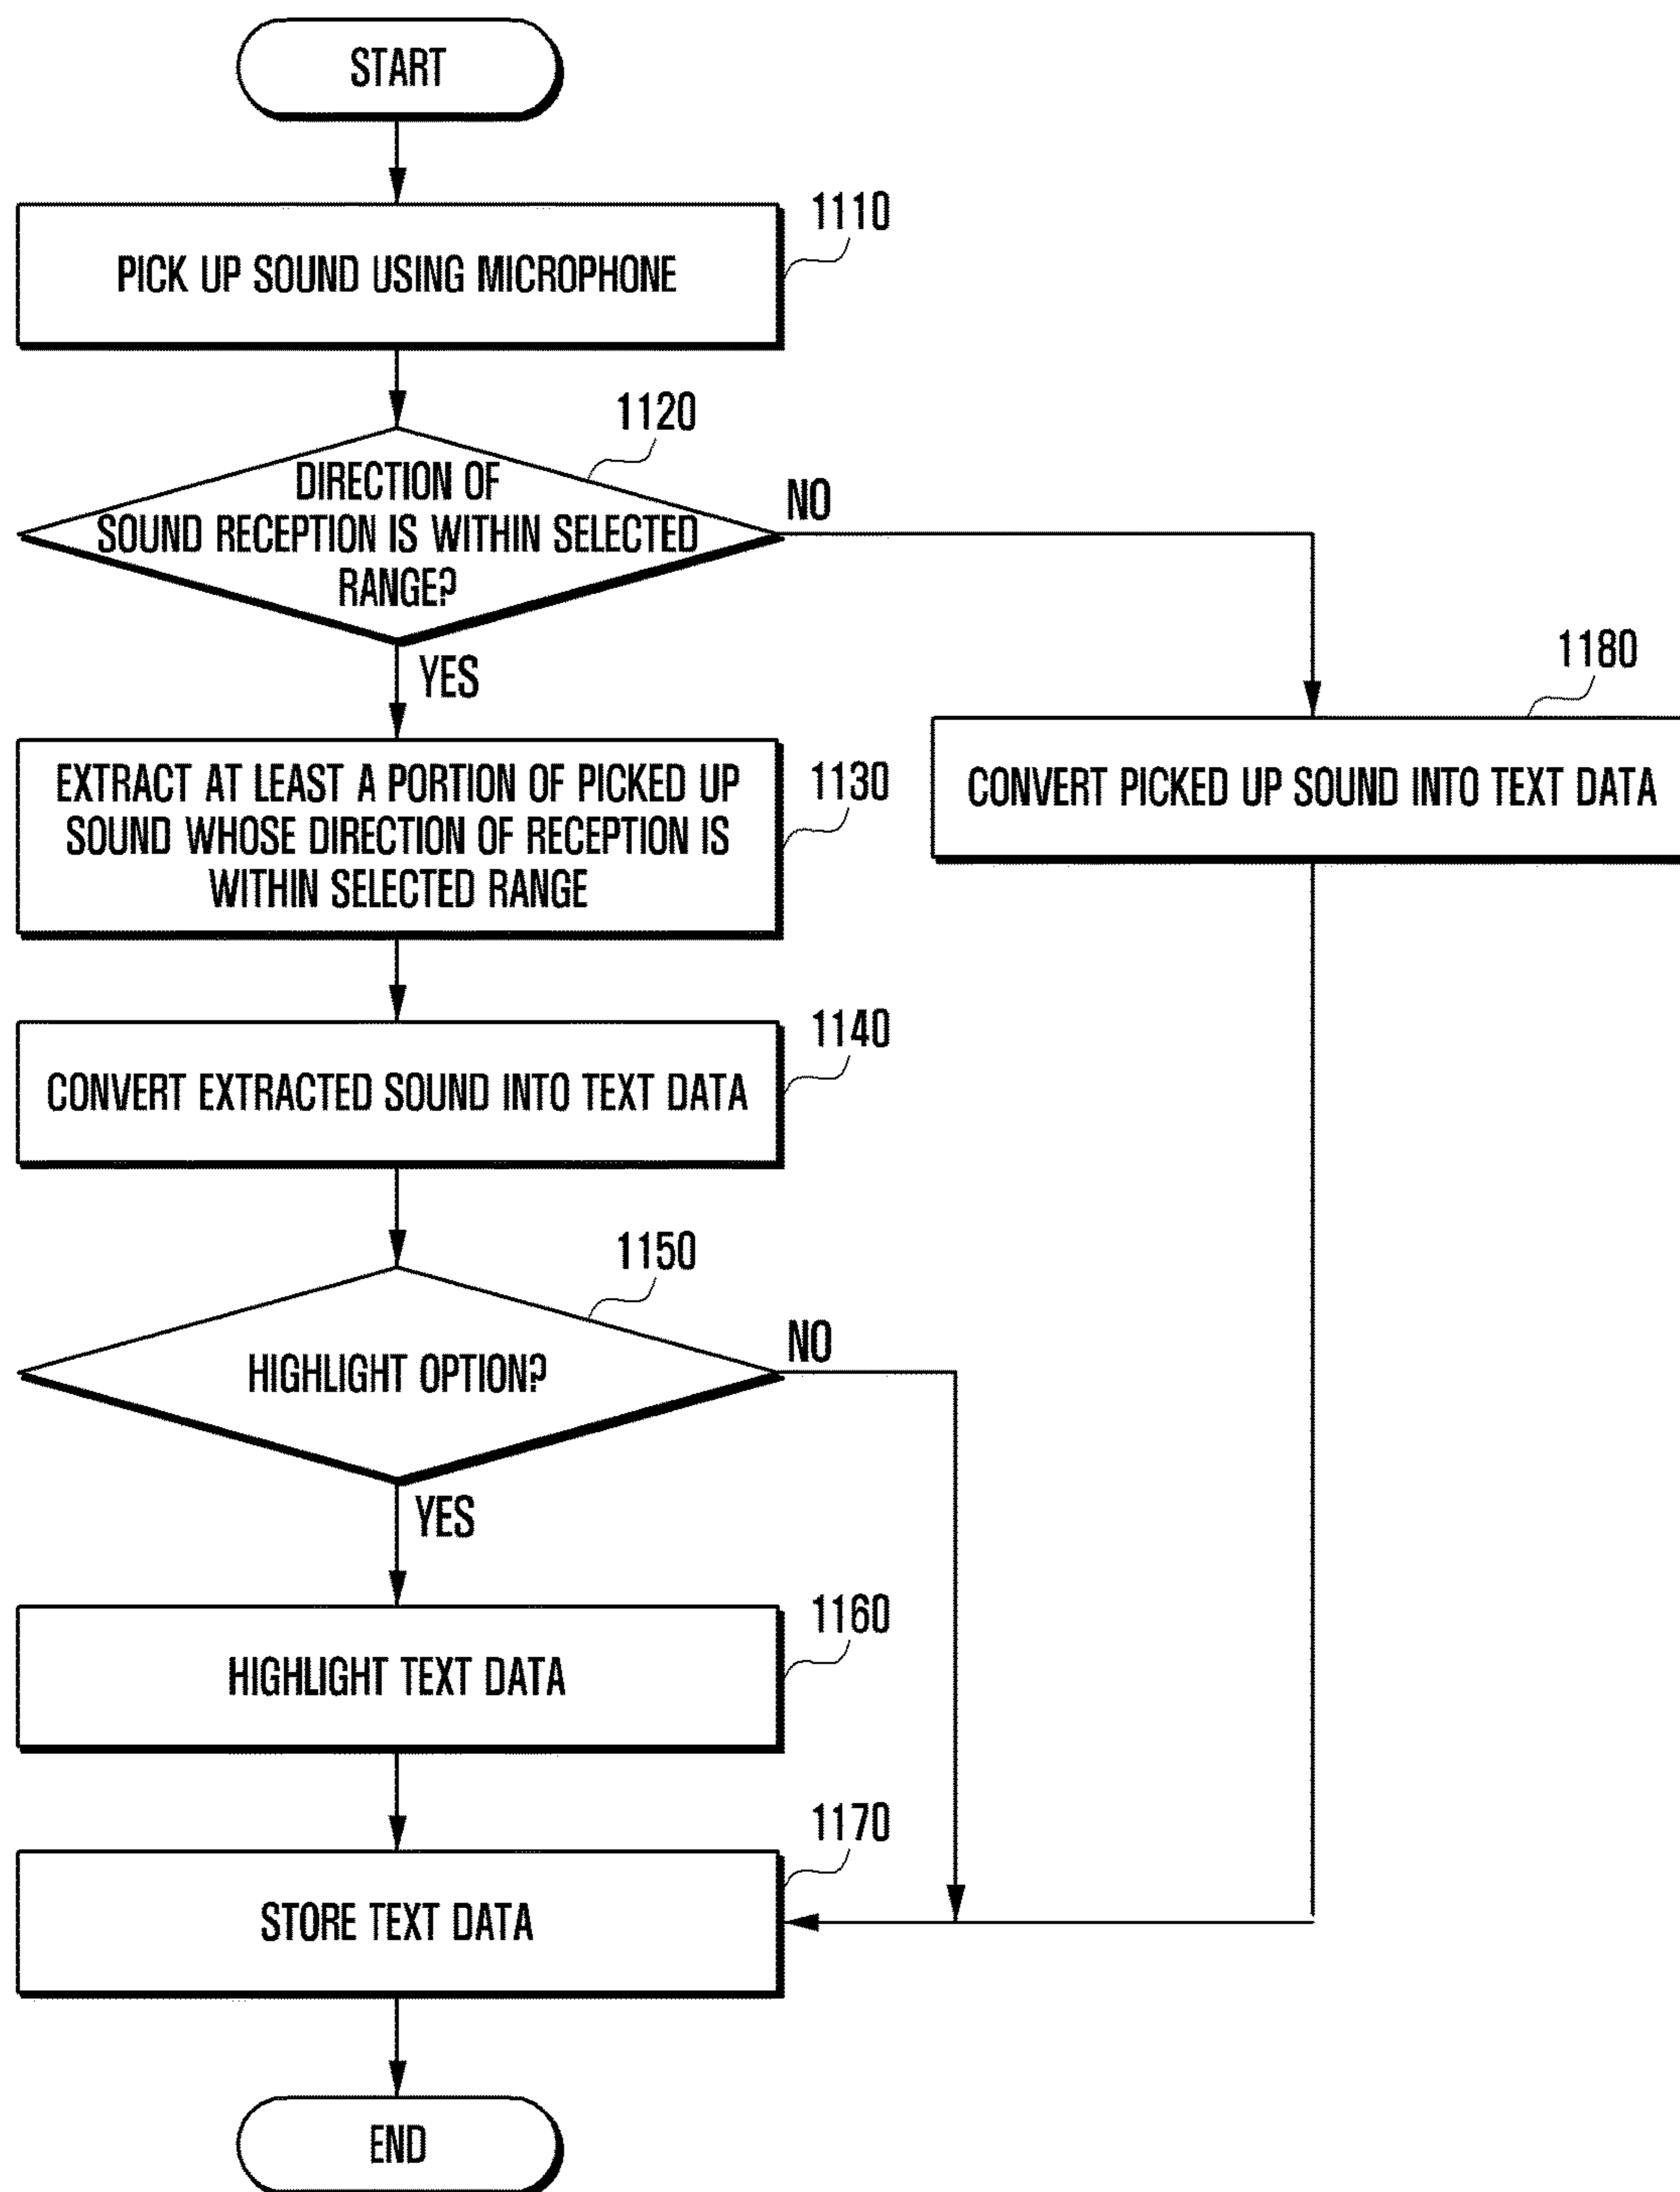 START
1110
PICK UP SOUND USING MICROPHONE
1120
DIRECTION OF
SOUND RECEPTION IS WITHIN SELECTED
RANGE?
NO
YES
1180
CONVERT PICKED UP SOUND INTO TEXT DATA
1130
EXTRACT AT LEAST A PORTION OF PICKED UP
SOUND WHOSE DIRECTION OF RECEPTION IS
WITHIN SELECTED RANGE
1140
CONVERT EXTRACTED SOUND INTO TEXT DATA
1150
HIGHLIGHT OPTION?
NO
YES
1160
HIGHLIGHT TEXT DATA
1170
STORE TEXT DATA
END